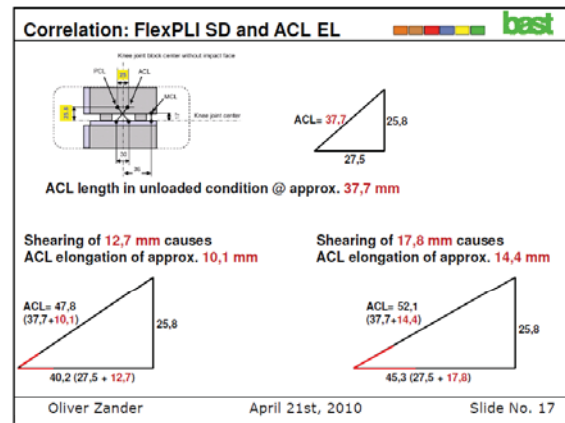 Correlation: FlexPLI SD and ACL EL
bast
Knee joint block center without impact face
PCL
ACL
MCL
Knee joint center
25,8
17
30
35
ACL= 37,7
25,8
27,5
ACL length in unloaded condition @ approx. 37,7 mm
Shearing of 12,7 mm causes
ACL elongation of approx. 10,1 mm
ACL= 47,8
(37,7+10,1)
25,8
40,2 (27,5 + 12,7)
Shearing of 17,8 mm causes
ACL elongation of approx. 14,4 mm
ACL= 52,1
(37,7+14,4)
25,8
45,3 (27,5 + 17,8)
Oliver Zander
April 21st, 2010
Slide No. 17